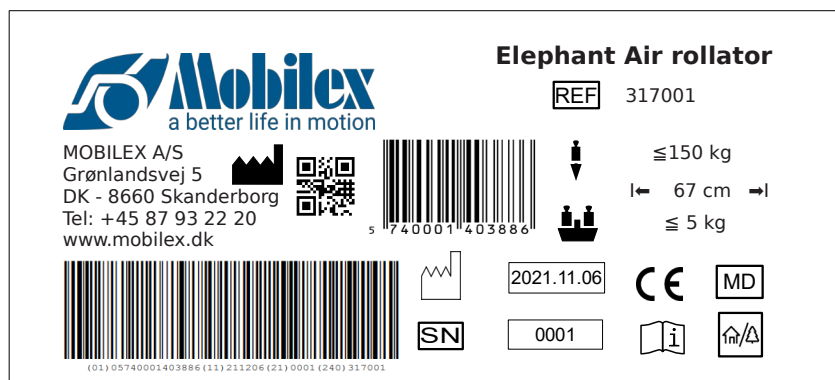 Mobilex
a better life in motion
MOBILEX A/S
Grønlandsvej 5
DK - 8660 Skanderborg
Tel: +45 87 93 22 20
www.mobilex.dk
Elephant Air rollator
REF 317001
≦150 kg
67 cm
≦ 5 kg
5 740001 403886
2021.11.06
CE
MD
SN
0001
i
(01)05740001403886(11)211206(21)0001(240)317001